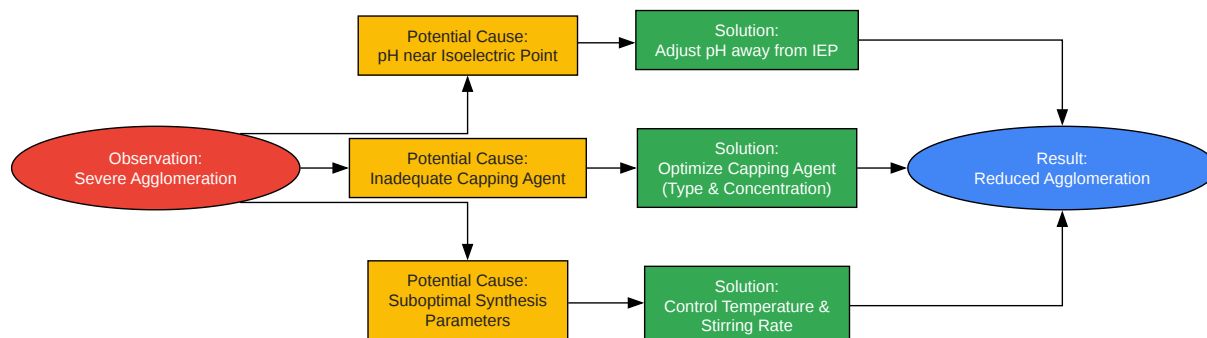 Observation:
Severe Agglomeration
Potential Cause:
pH near Isoelectric Point
Solution:
Adjust pH away from IEP
Potential Cause:
Inadequate Capping Agent
Solution:
Optimize Capping Agent
(Type & Concentration)
Potential Cause:
Suboptimal Synthesis
Parameters
Solution:
Control Temperature &
Stirring Rate
Result:
Reduced Agglomeration